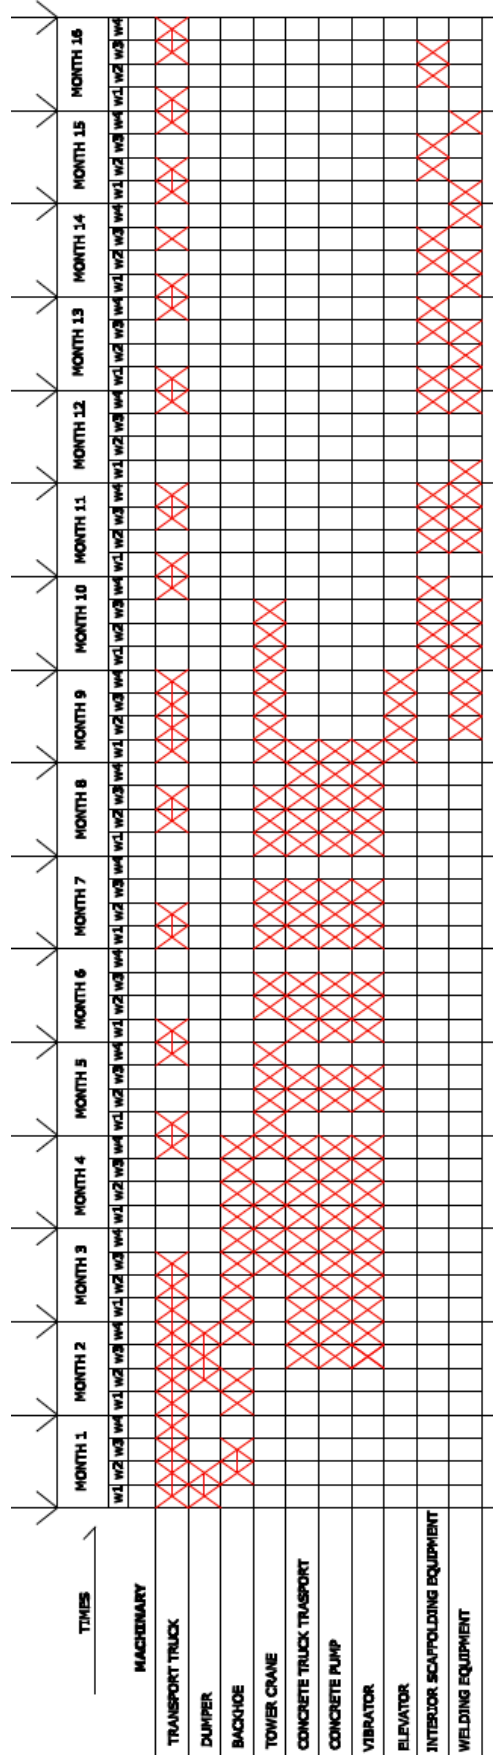 TIMES MONTH 1 MONTH 2 MONTH 3 MONTH 4 MONTH 5 MONTH 6 MONTH 7 MONTH 8 MONTH 9 MONTH 10 MONTH 11 MONTH 12 MONTH 13 MONTH 14 MONTH 15 MONTH 16
MACHINARY w1 w2 w3 w4 w1 w2 w3 w4 w1 w2 w3 w4 w1 w2 w3 w4 w1 w2 w3 w4 w1 w2 w3 w4 w1 w2 w3 w4 w1 w2 w3 w4 w1 w2 w3 w4 w1 w2 w3 w4 w1 w2 w3 w4 w1 w2 w3 w4 w1 w2 w3 w4 w1 w2 w3 w4 w1 w2 w3 w4 w1 w2 w3 w4
TRANSPORT TRUCK
DUMPER
BACKHOE
TOWER CRANE
CONCRETE TRUCK TRASPORT
CONCRETE PUMP
VIBRATOR
ELEVATOR
INTERIOR SCAFFOLDING EQUIPMENT
WELDING EQUIPMENT